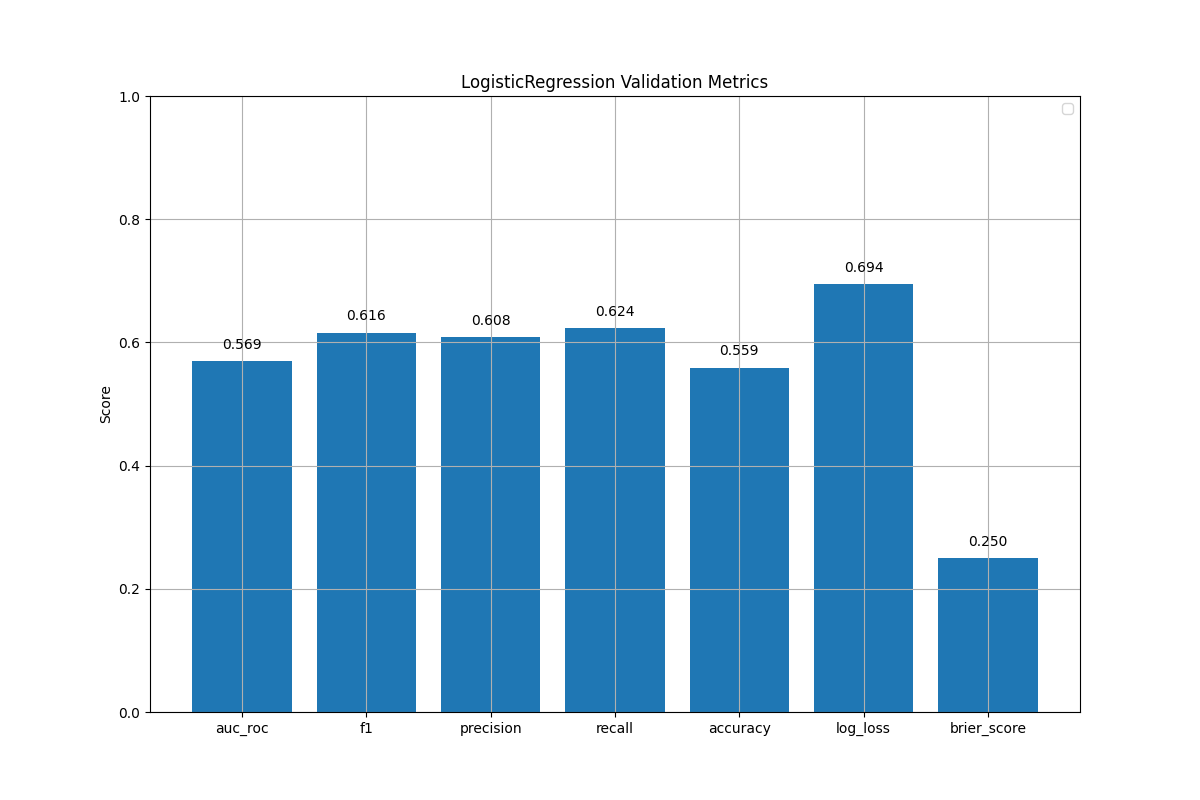 LogisticRegression Validation Metrics
1.0
0.8
0.6
0.4
0.2
0.0
Score
0.569
0.616
0.608
0.624
0.559
0.694
0.250
auc_roc
f1
precision
recall
accuracy
log_loss
brier_score